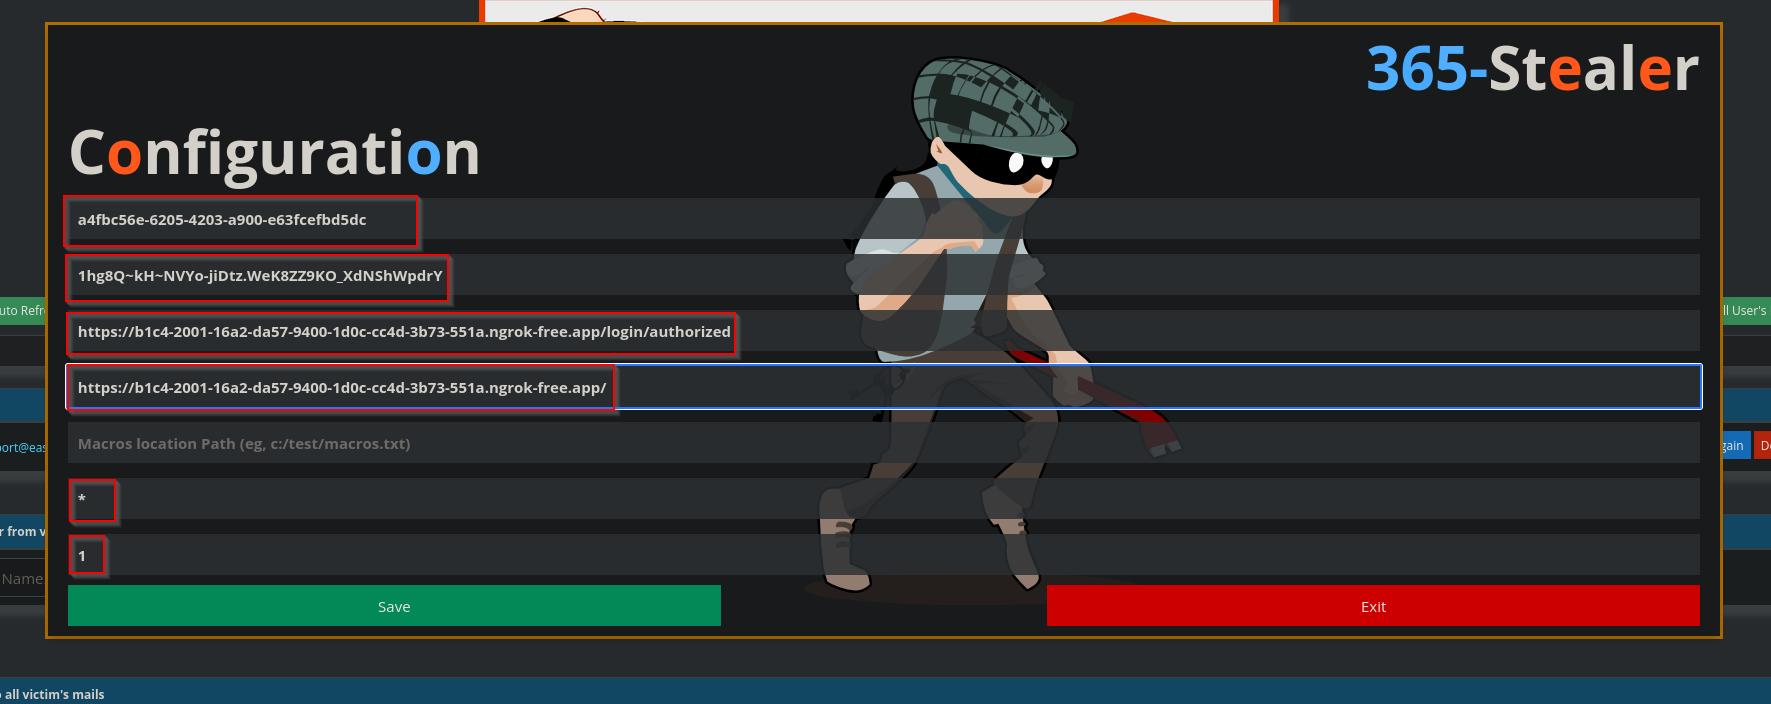 365-Stealer
Configuration
a4fbc56e-6205-4203-a900-e63fcefbd5dc
1hg8Q~kH~NVYo-jiDtz.WeK8ZZ9KO_XdNShWpdrY
https://b1c4-2001-16a2-da57-9400-1d0c-cc4d-3b73-551a.ngrok-free.app/login/authorized
https://b1c4-2001-16a2-da57-9400-1d0c-cc4d-3b73-551a.ngrok-free.app/
Macros location Path (eg, c:/test/macros.txt)
*
1
Save Exit
all victim's mails